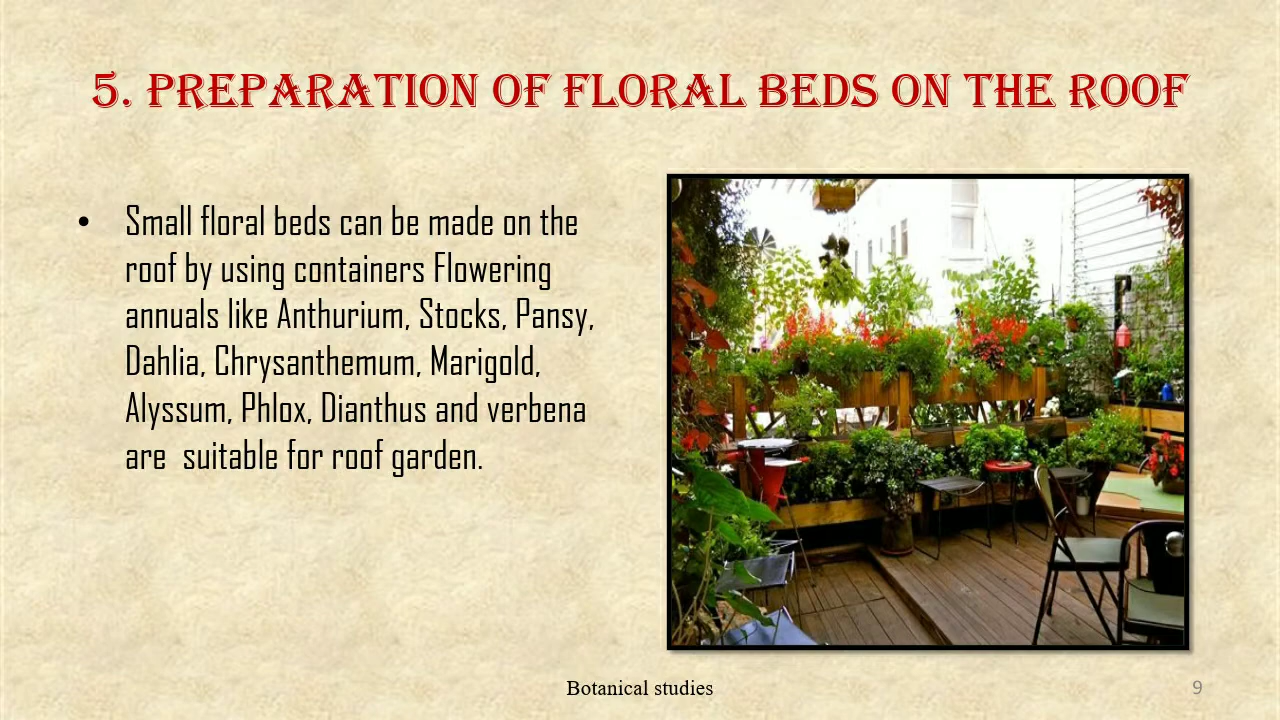 5. Preparation of floral beds on the roof
• Small floral beds can be made on the
roof by using containers Flowering
annuals like Anthurium, Stocks, Pansy,
Dahlia, Chrysanthemum, Marigold,
Alyssum, Phlox, Dianthus and verbena
are  suitable for roof garden.
Botanical studies
9